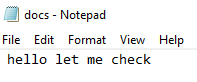 docs - Notepad
File Edit Format View Help
hello let me check